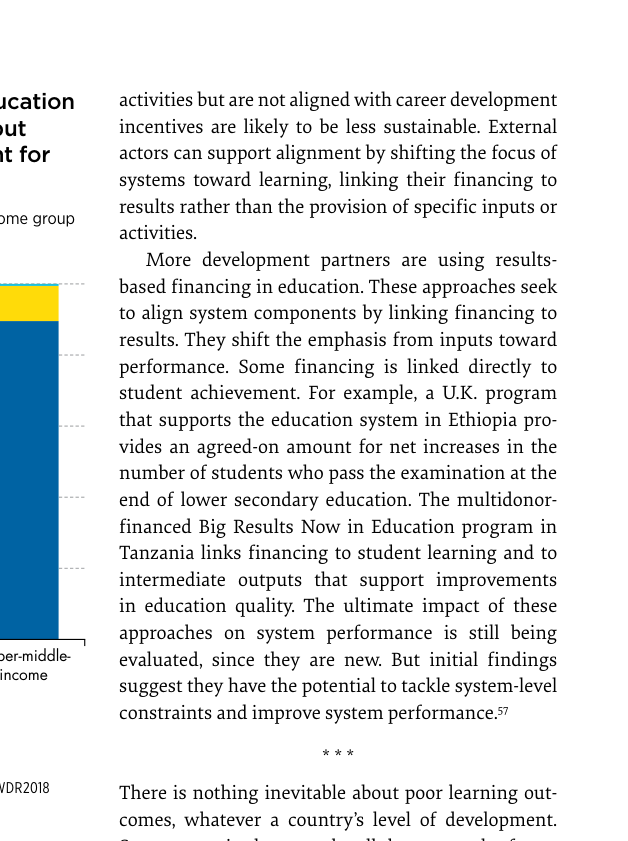 ucation
out
nt for
ome group
per-middle-
income
WDR2018
activities but are not aligned with career development
incentives are likely to be less sustainable. External
actors can support alignment by shifting the focus of
systems toward learning, linking their financing to
results rather than the provision of specific inputs or
activities.
More development partners are using results-
based financing in education. These approaches seek
to align system components by linking financing to
results. They shift the emphasis from inputs toward
performance. Some financing is linked directly to
student achievement. For example, a U.K. program
that supports the education system in Ethiopia pro-
vides an agreed-on amount for net increases in the
number of students who pass the examination at the
end of lower secondary education. The multidonor-
financed Big Results Now in Education program in
Tanzania links financing to student learning and to
intermediate outputs that support improvements
in education quality. The ultimate impact of these
approaches on system performance is still being
evaluated, since they are new. But initial findings
suggest they have the potential to tackle system-level
constraints and improve system performance.57
* * *
There is nothing inevitable about poor learning out-
comes, whatever a country’s level of development.